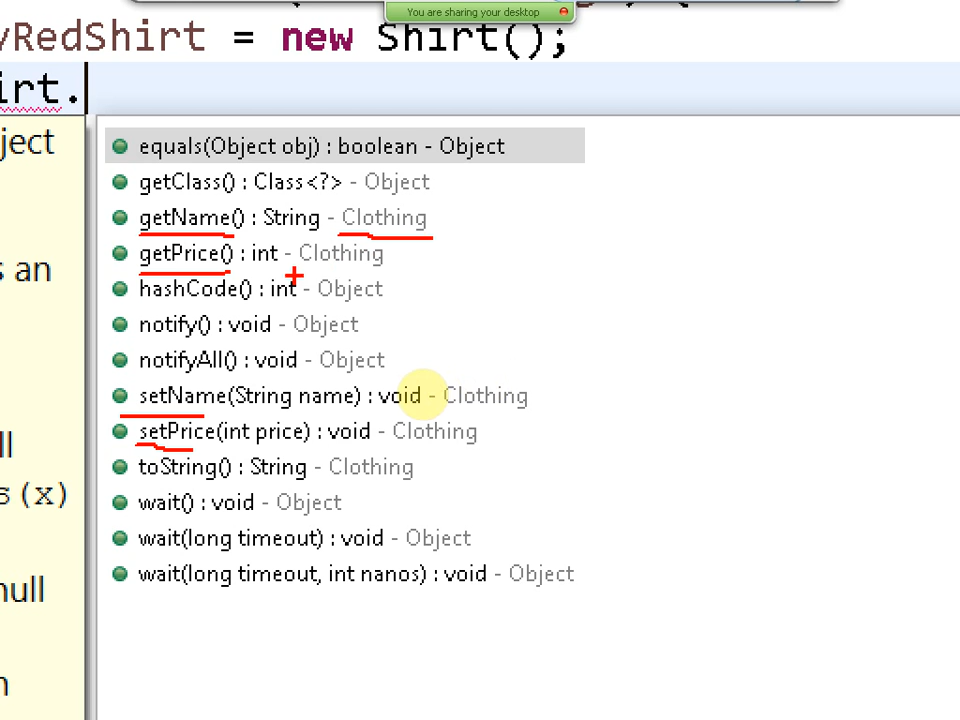 You are sharing your desktop
vRedShirt = new Shirt();
irt.
ject
equals(Object obj) : boolean - Object
getClass() : Class<?> - Object
getName() : String - Clothing
getPrice() : int - Clothing
s an
hashCode() : int - Object
notify() : void - Object
notifyAll() : void - Object
setName(String name) : void - Clothing
setPrice(int price) : void - Clothing
ll
toString() : String - Clothing
s(x)
wait() : void - Object
wait(long timeout) : void - Object
wait(long timeout, int nanos) : void - Object
null
n